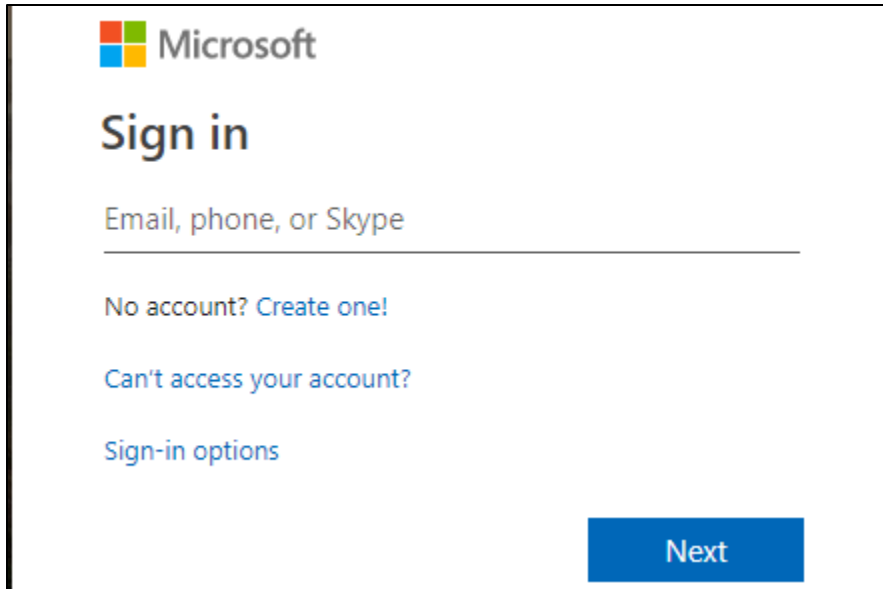 Microsoft
Sign in
Email, phone, or Skype
No account? Create one!
Can't access your account?
Sign-in options
Next